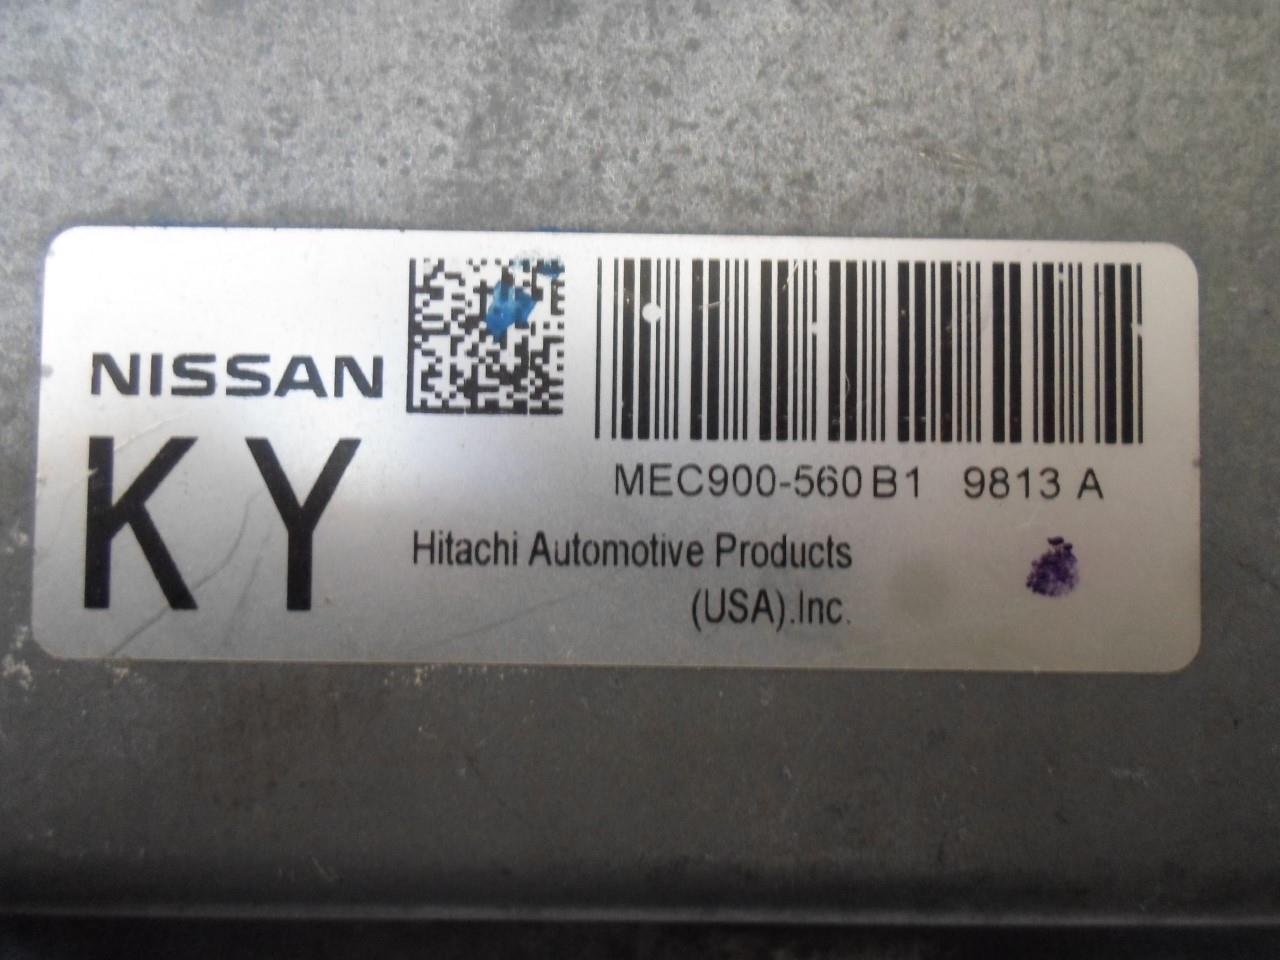 NISSAN
KY
MEC900-560 B1 9813 A
Hitachi Automotive Products
(USA).Inc.